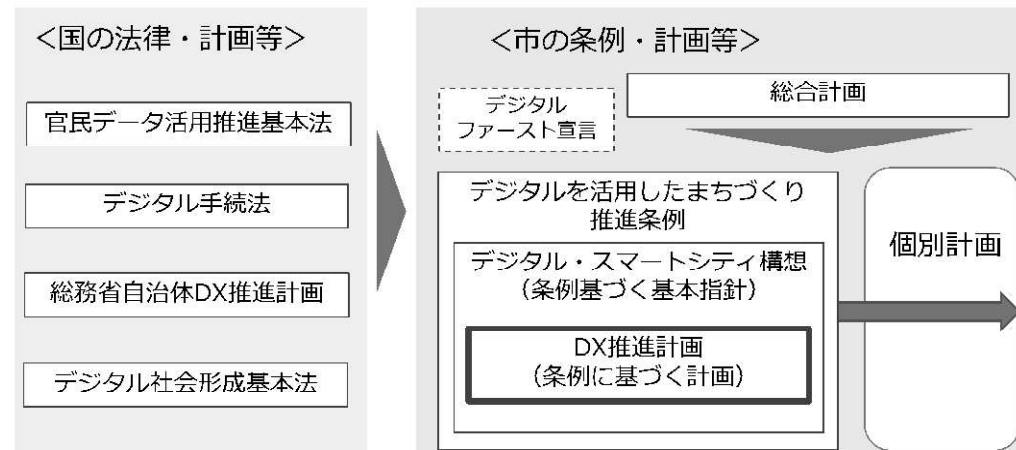 <国の法律・計画等>
官民データ活用推進基本法
デジタル手続法
総務省自治体DX推進計画
デジタル社会形成基本法
<市の条例・計画等>
デジタル
ファースト宣言
総合計画
デジタルを活用したまちづくり
推進条例
デジタル・スマートシティ構想
(条例基づく基本指針)
DX推進計画
(条例に基づく計画)
個別計画